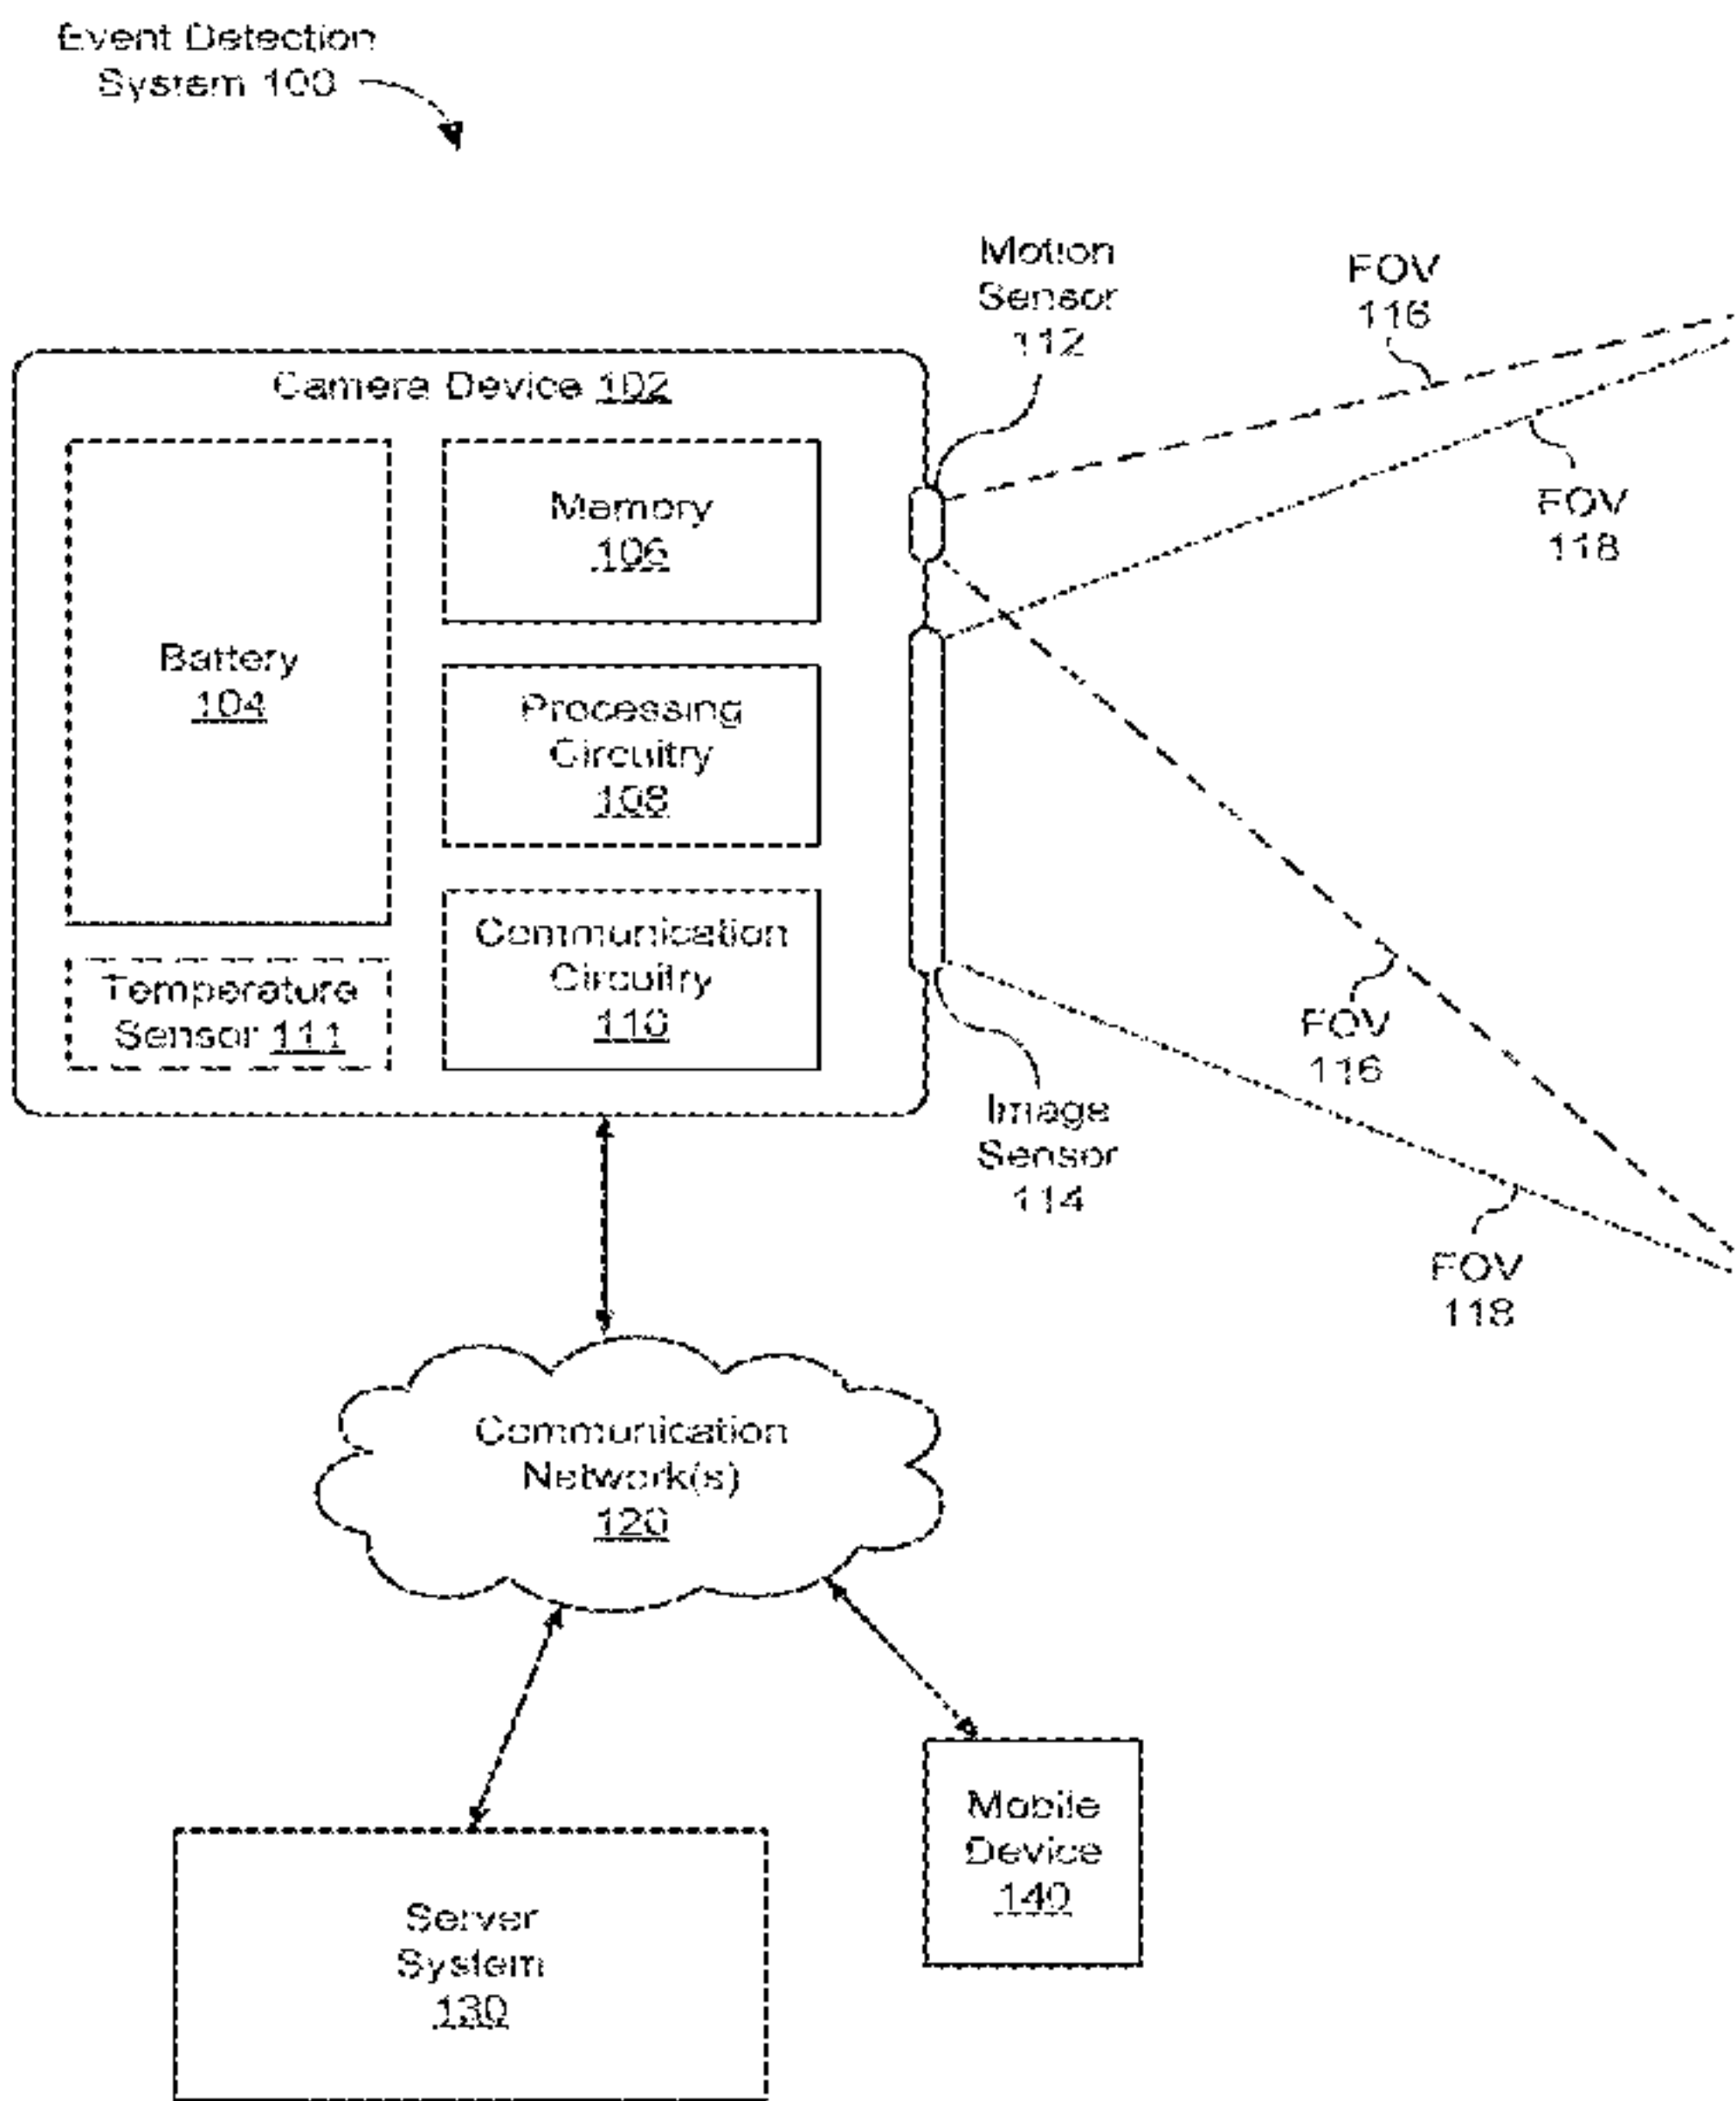 Event Detection
System 100
Motion
Sensor
112
FOV
116
Camera Device 102
FOV
118
Memory
106
Battery
104
Processing
Circuitry
108
Communication
Circuitry
110
Temperature
Sensor 111
FOV
116
Image
Sensor
114
FOV
118
Communication
Network(s)
120
Mobile
Device
140
Server
System
130